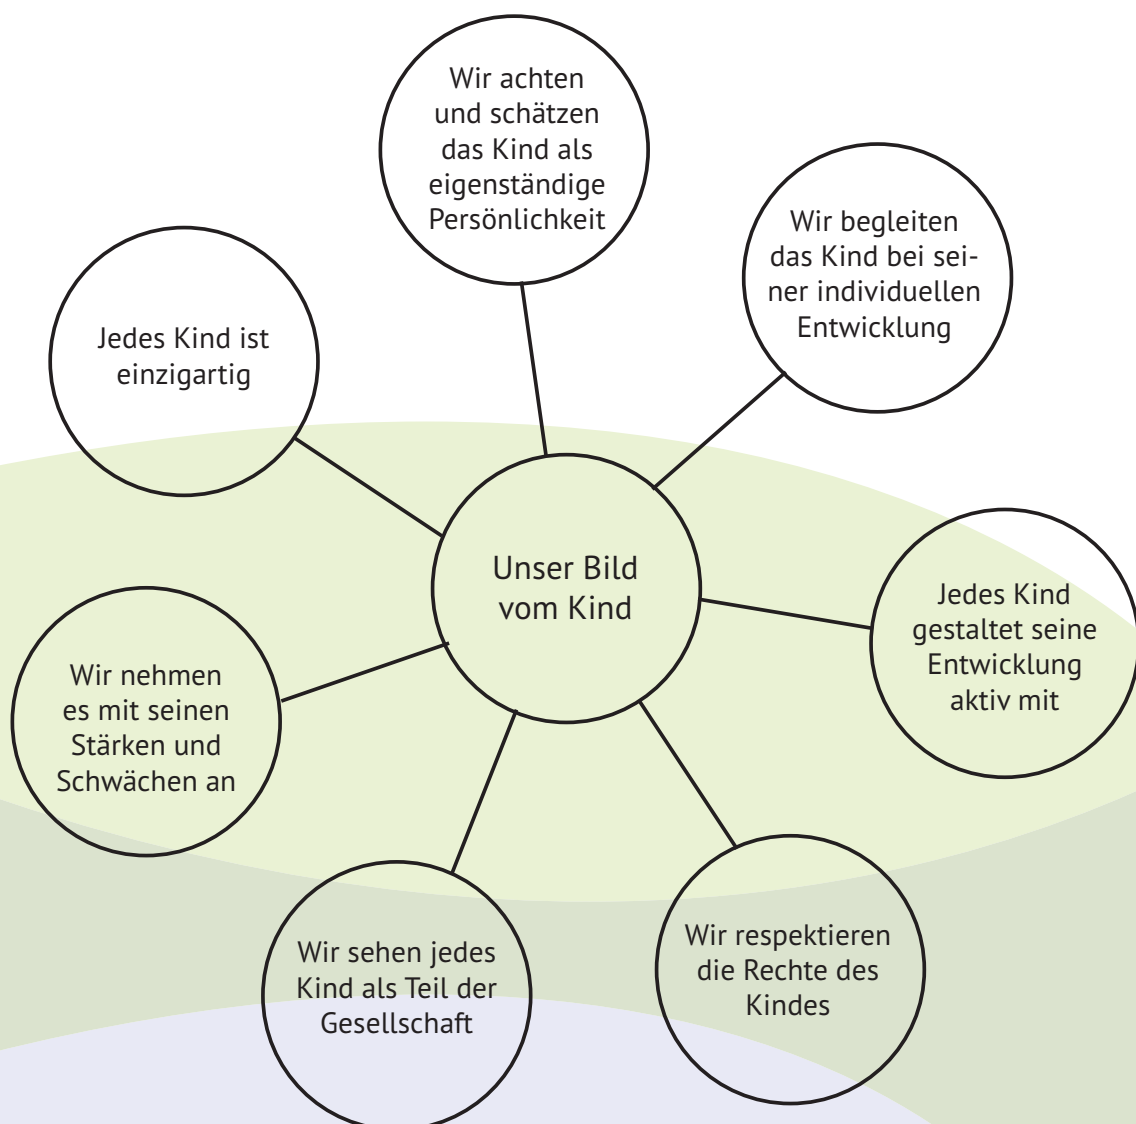 Wir achten
und schätzen
das Kind als
eigenständige
Persönlichkeit
Wir begleiten
das Kind bei sei-
ner individuellen
Entwicklung
Jedes Kind ist
einzigartig
Unser Bild
vom Kind
Jedes Kind
gestaltet seine
Entwicklung
aktiv mit
Wir nehmen
es mit seinen
Stärken und
Schwächen an
Wir sehen jedes
Kind als Teil der
Gesellschaft
Wir respektieren
die Rechte des
Kindes